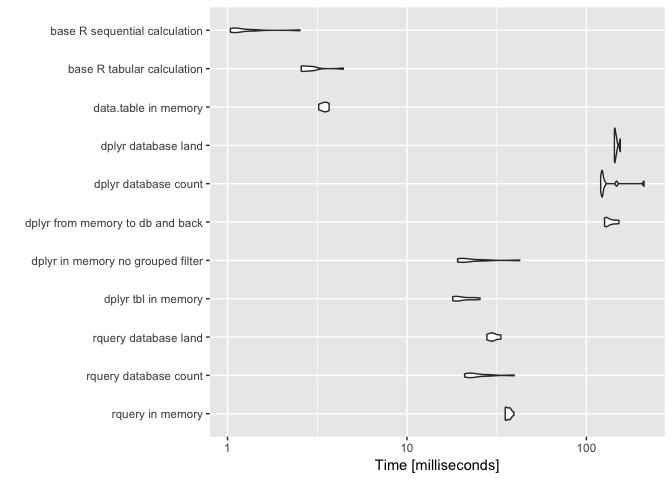 base R sequential calculation
base R tabular calculation
data.table in memory
dplyr database land
dplyr database count
dplyr from memory to db and back
dplyr in memory no grouped filter
dplyr tbl in memory
rquery database land
rquery database count
rquery in memory
1 10 100
Time [milliseconds]